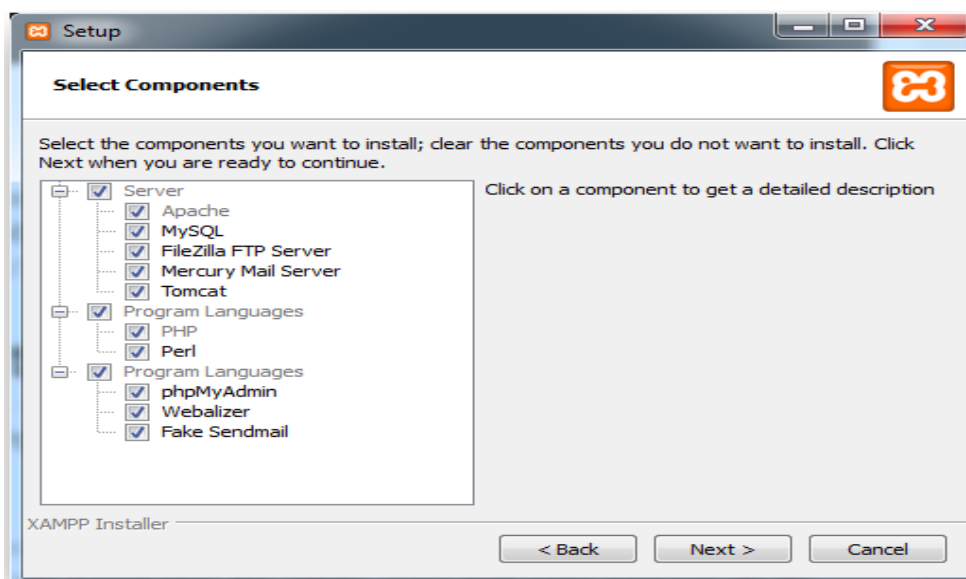 Setup
Select Components
Select the components you want to install; clear the components you do not want to install. Click
Next when you are ready to continue.
Server
Apache
MySQL
FileZilla FTP Server
Mercury Mail Server
Tomcat
Program Languages
PHP
Perl
Program Languages
phpMyAdmin
Webalizer
Fake Sendmail
Click on a component to get a detailed description
XAMPP Installer
< Back
Next >
Cancel